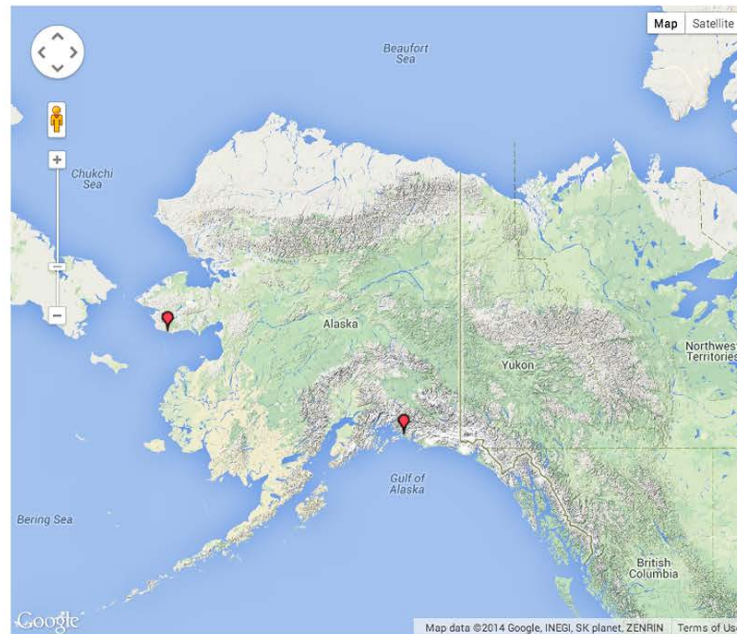 Map Satellite
Beaufort
Sea
Chukchi
Sea
Alaska
Yukon
Northwest
Territories
Gulf of
Alaska
Bering Sea
British
Columbia
Google
Map data ©2014 Google, INEGI, SK planet, ZENRIN Terms of Use